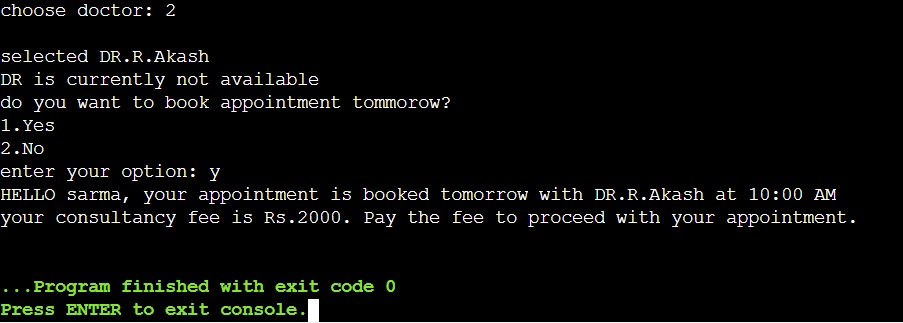 choose doctor: 2
selected DR.R.Akash
DR is currently not available
do you want to book appointment tommorow?
1.Yes
2.No
enter your option: y
HELLO sarma, your appointment is booked tomorrow with DR.R.Akash at 10:00 AM
your consultancy fee is Rs.2000. Pay the fee to proceed with your appointment.
...Program finished with exit code 0
Press ENTER to exit console.